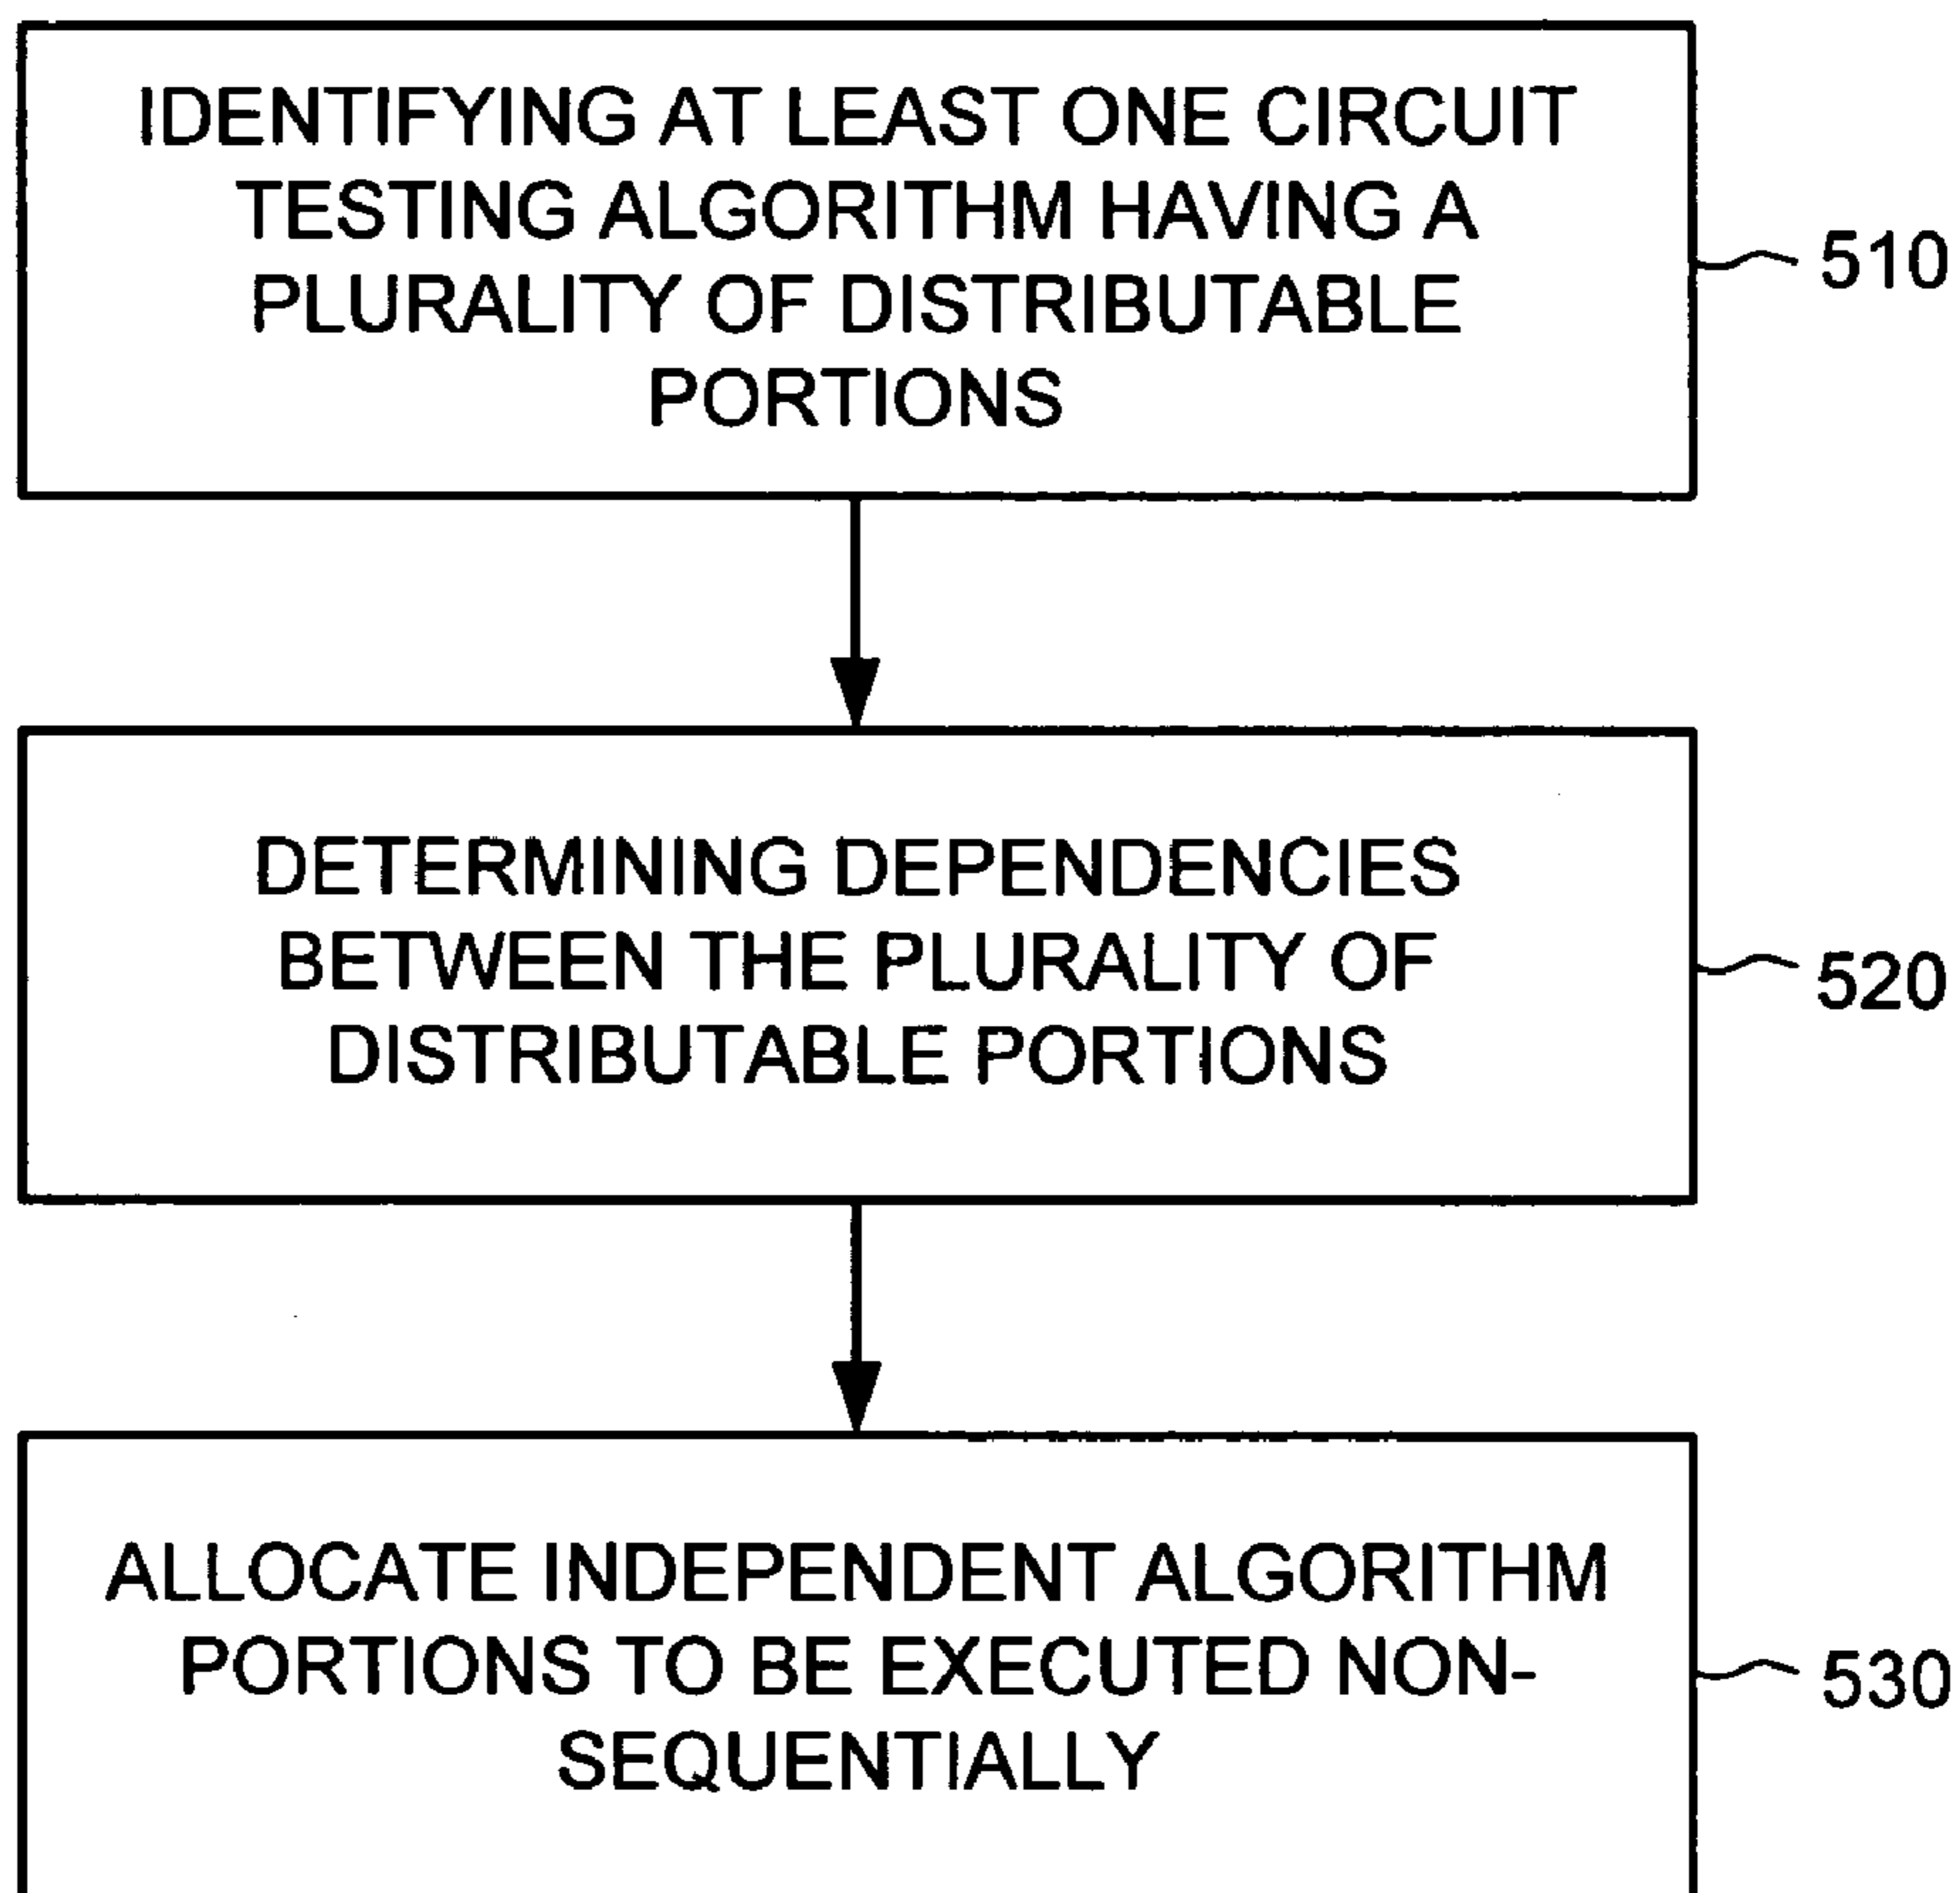 IDENTIFYING AT LEAST ONE CIRCUIT
TESTING ALGORITHM HAVING A
PLURALITY OF DISTRIBUTABLE
PORTIONS
510
DETERMINING DEPENDENCIES
BETWEEN THE PLURALITY OF
DISTRIBUTABLE PORTIONS
520
ALLOCATE INDEPENDENT ALGORITHM
PORTIONS TO BE EXECUTED NON-
SEQUENTIALLY
530